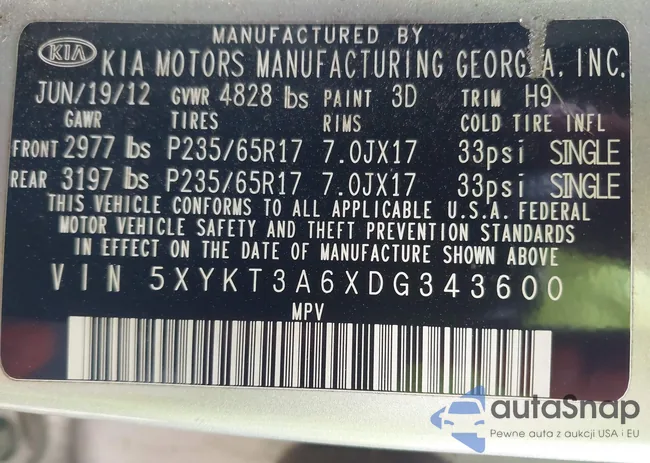 MANUFACTURED BY
KIA KIA MOTORS MANUFACTURING GEORGIA, INC.
JUN/19/12 GVWR 4828 lbs PAINT 3D TRIM H9
GAWR TIRES RIMS COLD TIRE INFL
FRONT 2977 lbs P235/65R17 7.0JX17 33psi SINGLE
REAR 3197 lbs P235/65R17 7.0JX17 33psi SINGLE
THIS VEHICLE CONFORMS TO ALL APPLICABLE U.S.A. FEDERAL
MOTOR VEHICLE SAFETY AND THEFT PREVENTION STANDARDS
IN EFFECT ON THE DATE OF MANUFACTURE SHOWN ABOVE.
VIN 5XYKT3A6XDG343600
MPV
autaSnap
Pewne auta z aukcji USA i EU